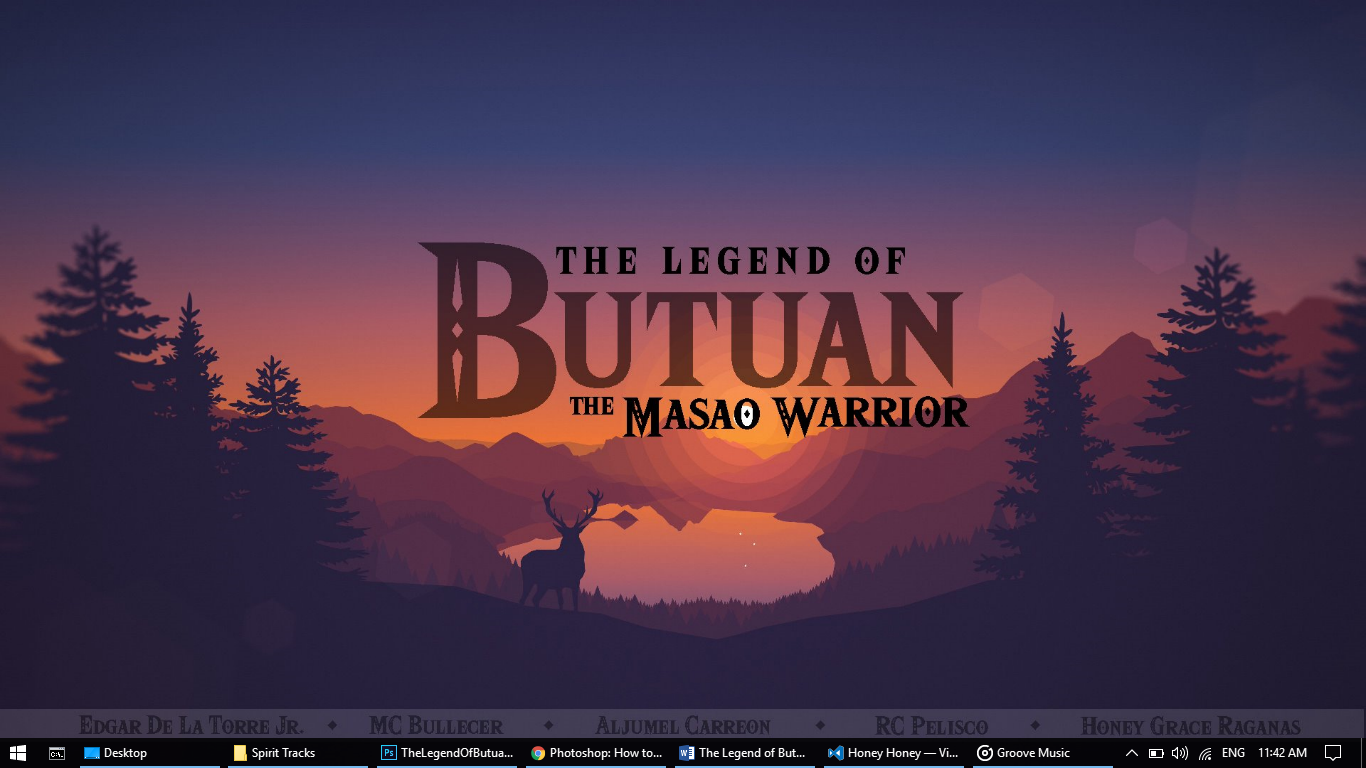 THE LEGEND OF
BUTUAN
THE MASAO WARRIOR
EDGAR DE LA TORRE JR. ◆ MC BULLECER ◆ ALJUMEL CARREON ◆ RC PELISCO ◆ HONEY GRACE RAGANAS
Desktop Spirit Tracks TheLegendOfButua... Photoshop: How to... The Legend of But... Honey Honey — Vi... Groove Music ENG 11:42 AM